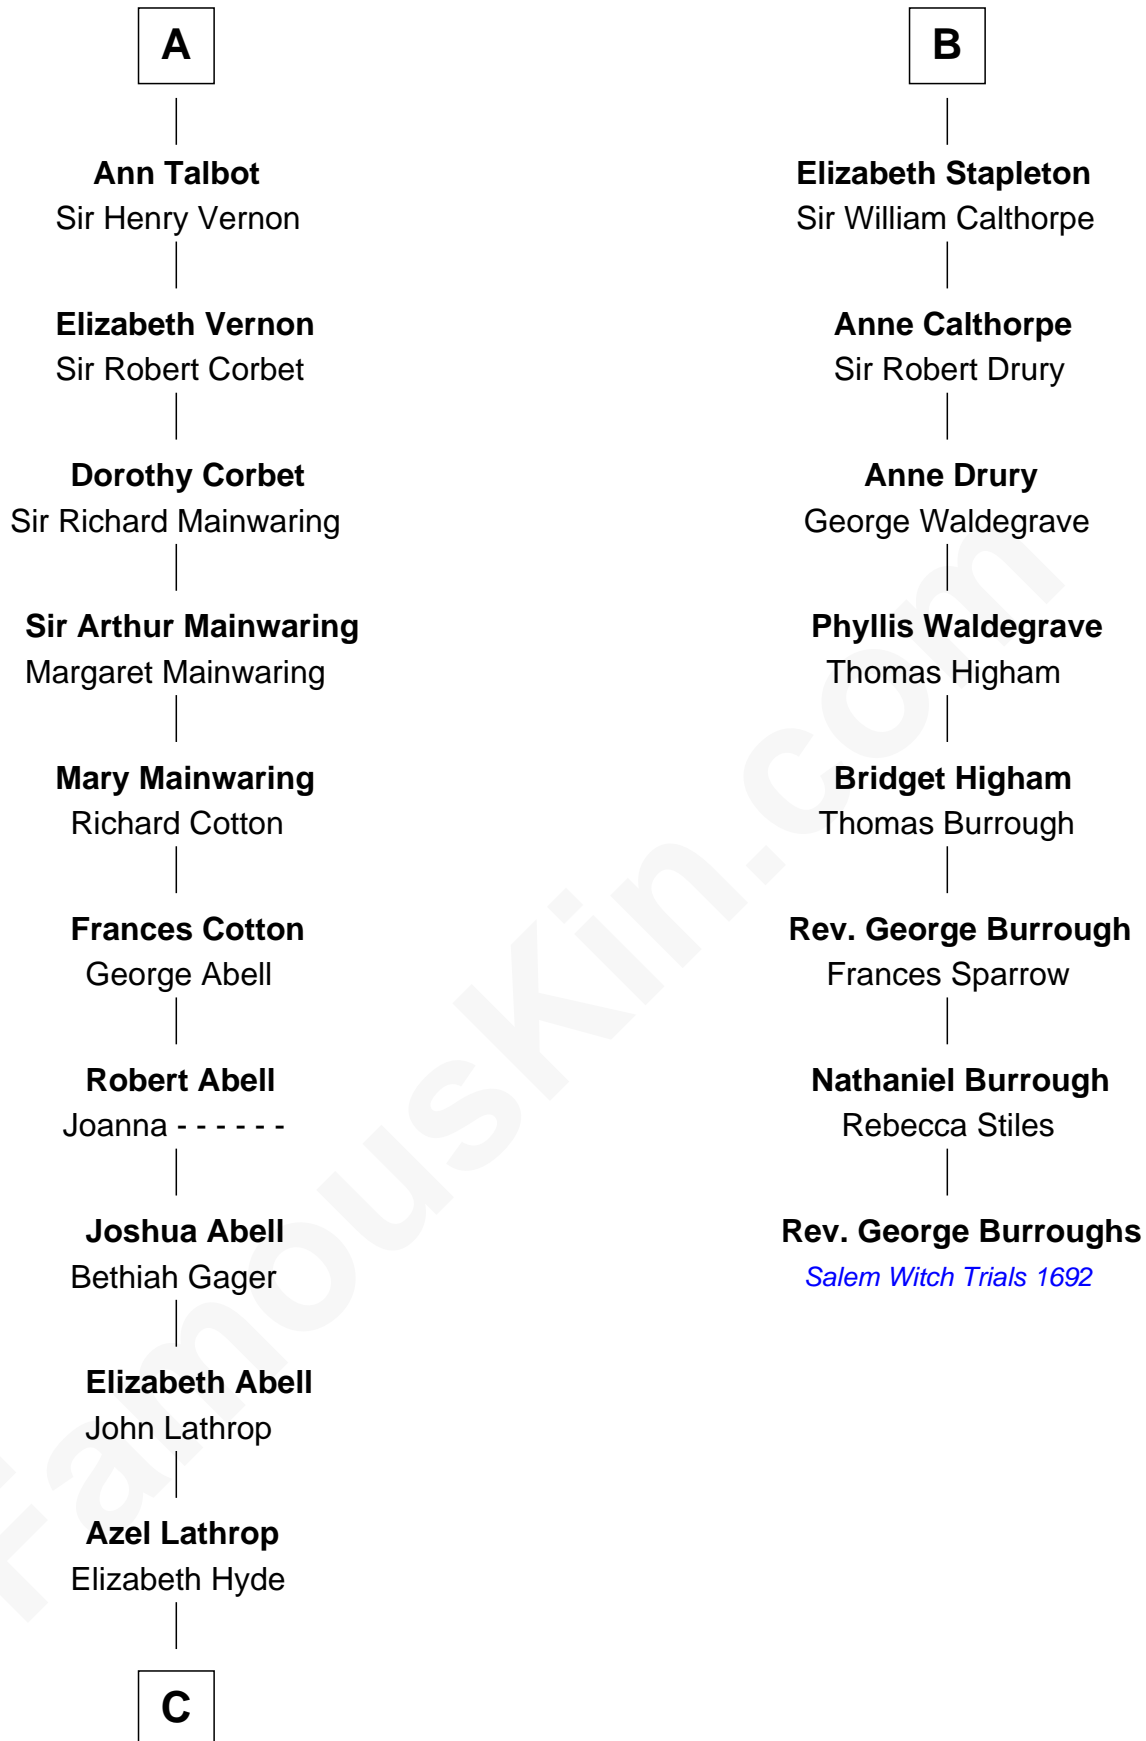 A
Ann Talbot
Sir Henry Vernon
Elizabeth Vernon
Sir Robert Corbet
Dorothy Corbet
Sir Richard Mainwaring
Sir Arthur Mainwaring
Margaret Mainwaring
Mary Mainwaring
Richard Cotton
Frances Cotton
George Abell
Robert Abell
Joanna - - - - - -
Joshua Abell
Bethiah Gager
Elizabeth Abell
John Lathrop
Azel Lathrop
Elizabeth Hyde
C
B
Elizabeth Stapleton
Sir William Calthorpe
Anne Calthorpe
Sir Robert Drury
Anne Drury
George Waldegrave
Phyllis Waldegrave
Thomas Higham
Bridget Higham
Thomas Burrough
Rev. George Burrough
Frances Sparrow
Nathaniel Burrough
Rebecca Stiles
Rev. George Burroughs
Salem Witch Trials 1692
FamousKin.com